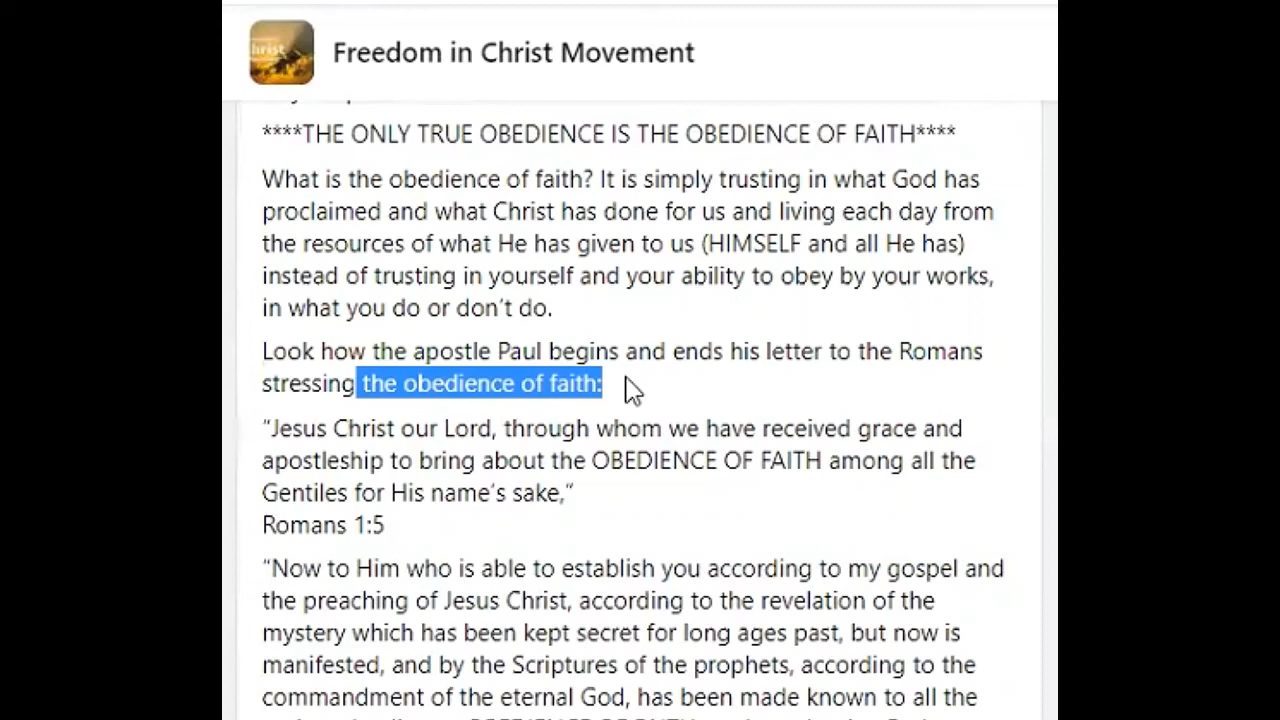 Christ
Freedom in Christ Movement
****THE ONLY TRUE OBEDIENCE IS THE OBEDIENCE OF FAITH****
What is the obedience of faith? It is simply trusting in what God has
proclaimed and what Christ has done for us and living each day from
the resources of what He has given to us (HIMSELF and all He has)
instead of trusting in yourself and your ability to obey by your works,
in what you do or don't do.
Look how the apostle Paul begins and ends his letter to the Romans
stressing the obedience of faith:
"Jesus Christ our Lord, through whom we have received grace and
apostleship to bring about the OBEDIENCE OF FAITH among all the
Gentiles for His name's sake,"
Romans 1:5
"Now to Him who is able to establish you according to my gospel and
the preaching of Jesus Christ, according to the revelation of the
mystery which has been kept secret for long ages past, but now is
manifested, and by the Scriptures of the prophets, according to the
commandment of the eternal God, has been made known to all the